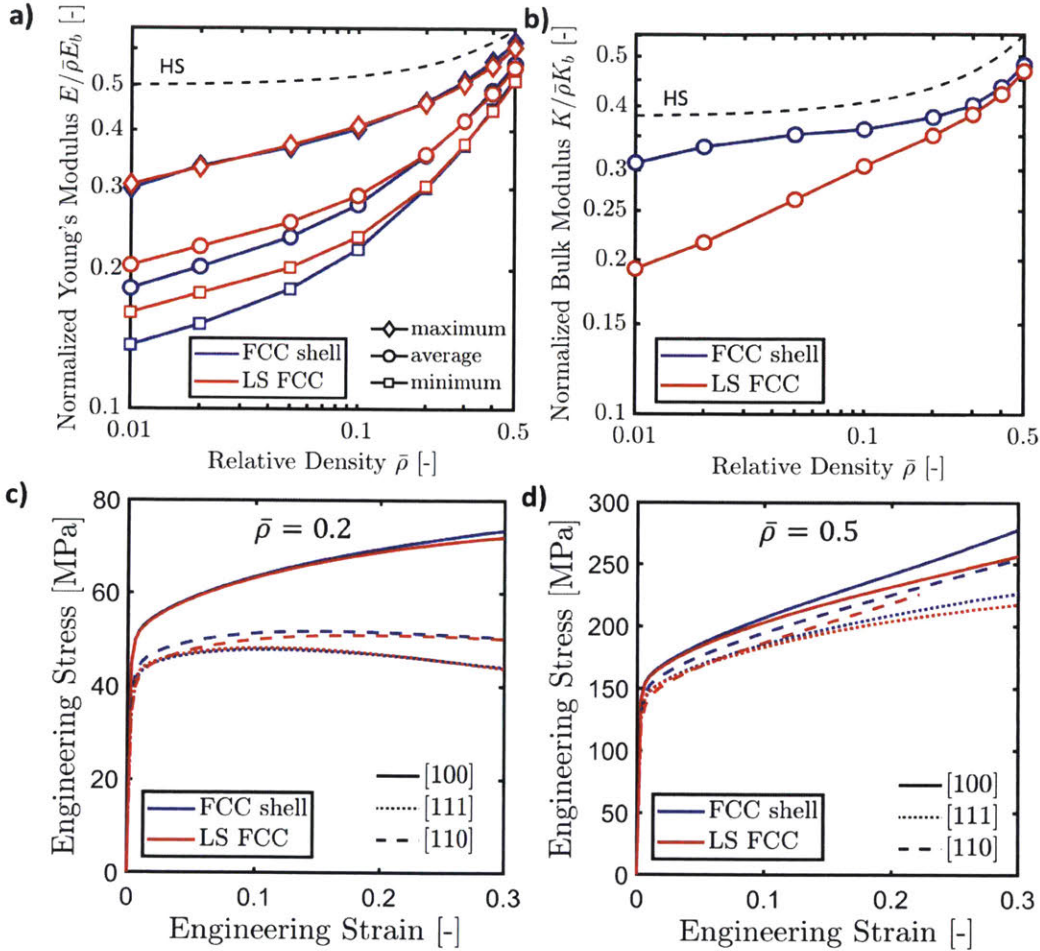 a)
Normalized Young's Modulus E/ρ̄E_b [-]
0.5
0.4
0.3
0.2
0.1
HS
FCC shell
LS FCC
maximum
average
minimum
0.01
0.1
0.5
Relative Density ρ̄ [-]
b)
Normalized Bulk Modulus K/ρ̄K_b [-]
0.5
0.4
0.3
0.25
0.2
0.15
0.1
HS
FCC shell
LS FCC
0.01
0.1
0.5
Relative Density ρ̄ [-]
c)
Engineering Stress [MPa]
80
60
40
20
0
ρ̄ = 0.2
FCC shell
LS FCC
[100]
[111]
[110]
0
0.1
0.2
0.3
Engineering Strain [-]
d)
Engineering Stress [MPa]
300
250
200
150
100
50
0
ρ̄ = 0.5
FCC shell
LS FCC
[100]
[111]
[110]
0
0.1
0.2
0.3
Engineering Strain [-]